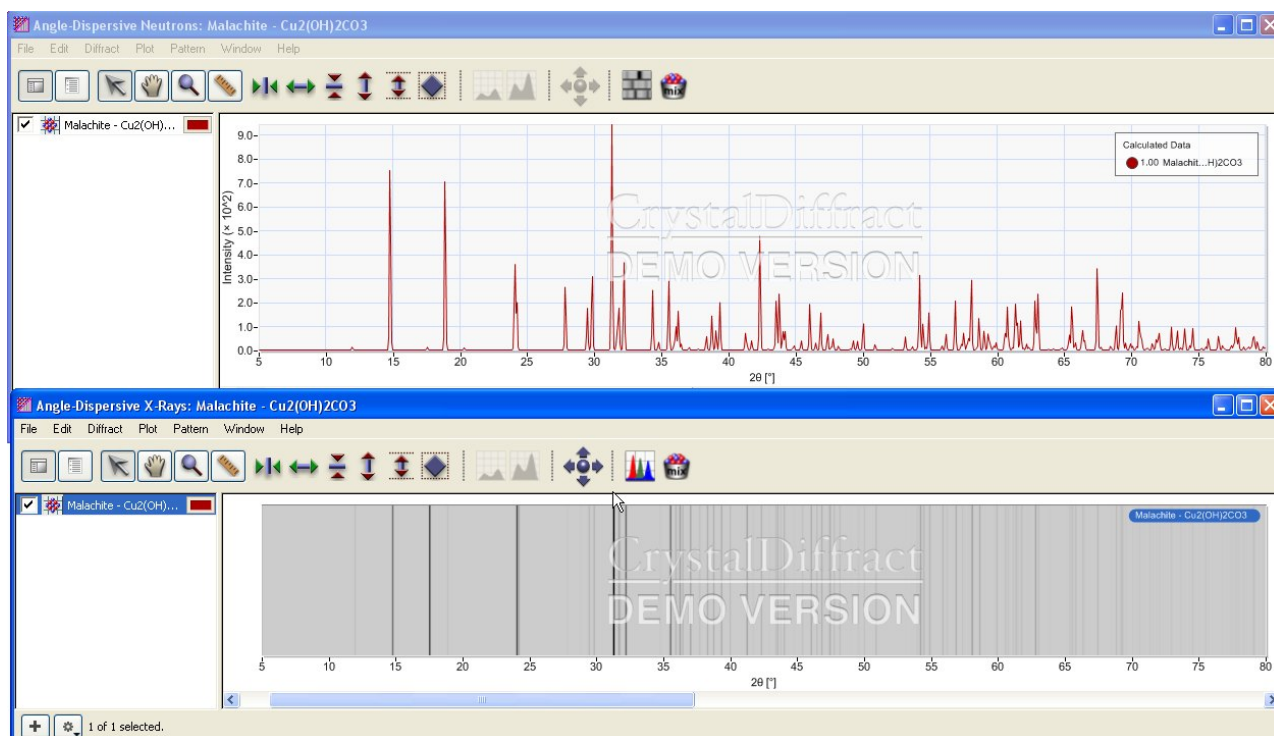 Angle-Dispersive Neutrons: Malachite - Cu2(OH)2CO3
File Edit Diffract Plot Pattern Window Help
mix
Malachite - Cu2(OH)...
Intensity (× 10^2)
9.0
8.0
7.0
6.0
5.0
4.0
3.0
2.0
1.0
0.0
Calculated Data
1.00 Malachit...H)2CO3
CrystalDiffract
DEMO VERSION
5 10 15 20 25 30 35 40 45 50 55 60 65 70 75 80
2θ [°]
Angle-Dispersive X-Rays: Malachite - Cu2(OH)2CO3
File Edit Diffract Plot Pattern Window Help
mix
Malachite - Cu2(OH)...
Malachite - Cu2(OH)2CO3
CrystalDiffract
DEMO VERSION
5 10 15 20 25 30 35 40 45 50 55 60 65 70 75 80
2θ [°]
1 of 1 selected.